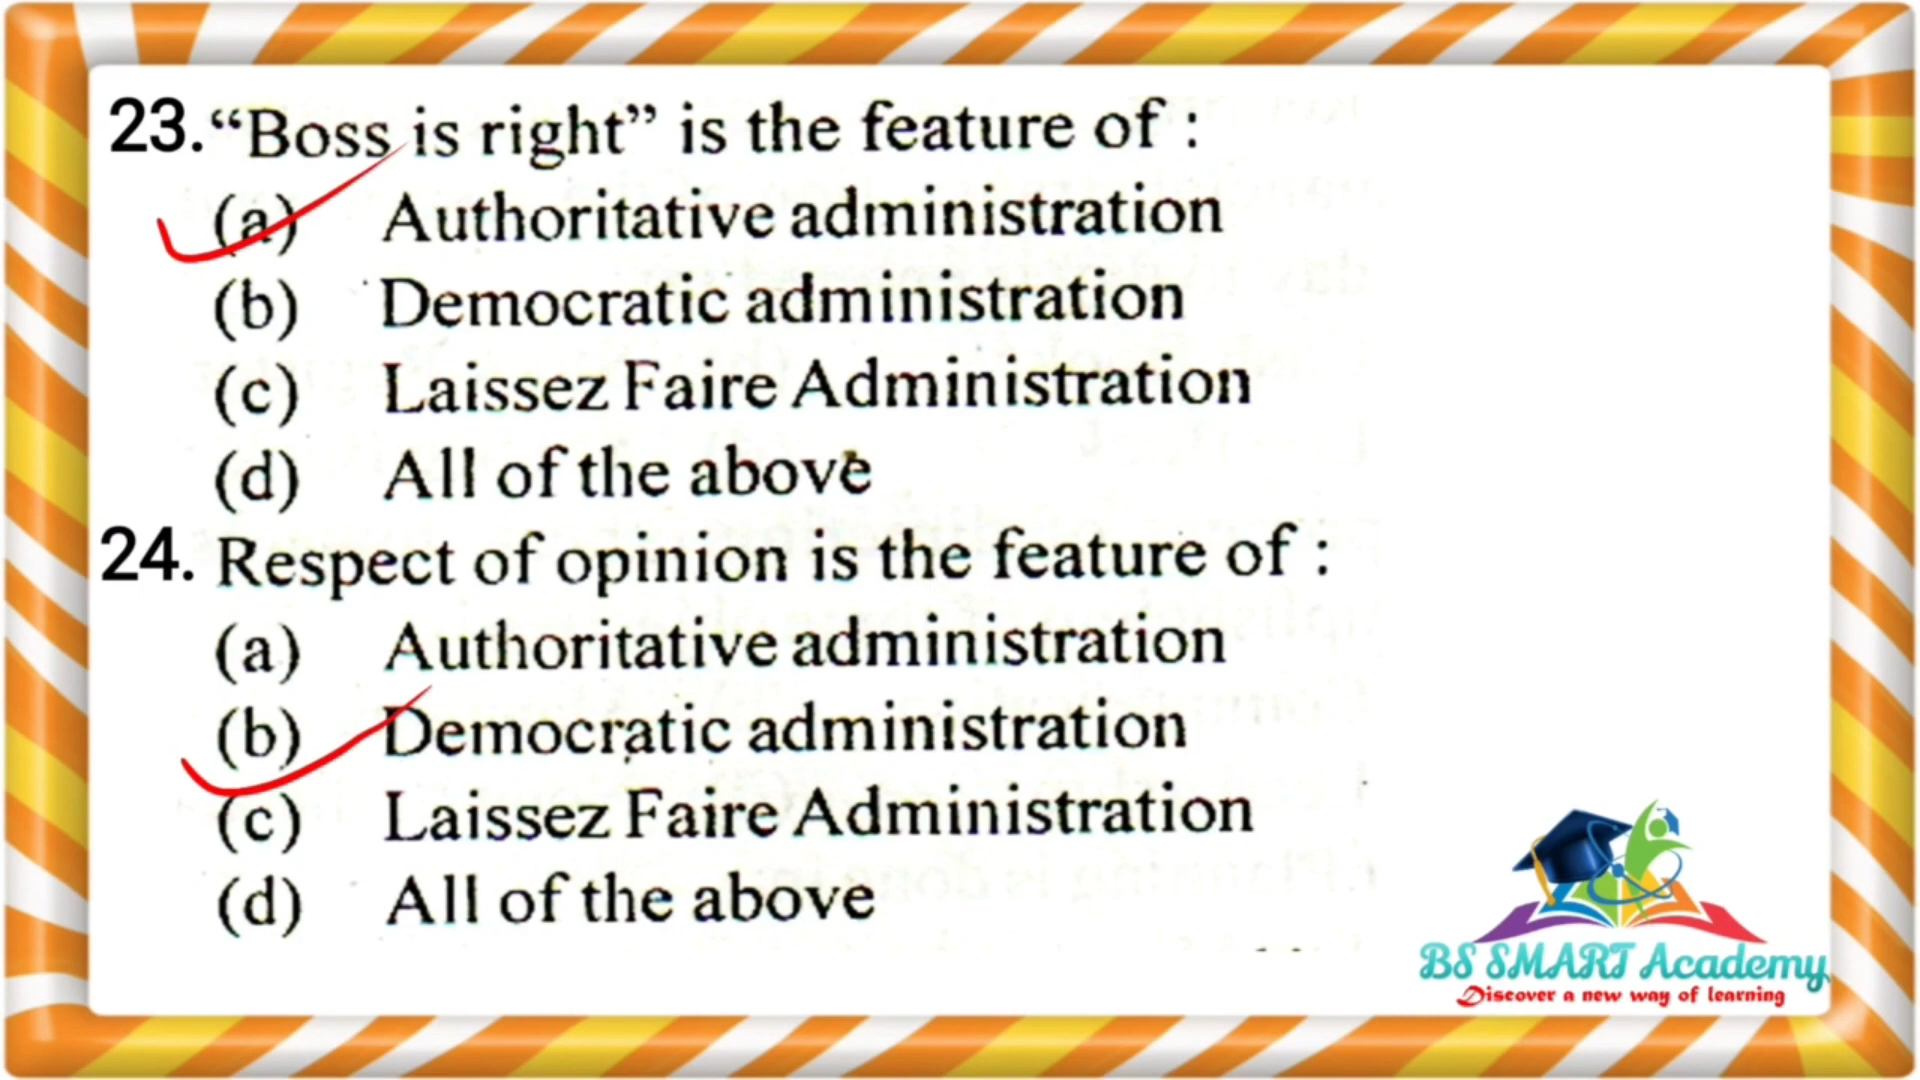 23. “Boss is right” is the feature of :
(a) Authoritative administration
(b) Democratic administration
(c) Laissez Faire Administration
(d) All of the above
24. Respect of opinion is the feature of :
(a) Authoritative administration
(b) Democratic administration
(c) Laissez Faire Administration
(d) All of the above
BS SMART Academy
Discover a new way of learning